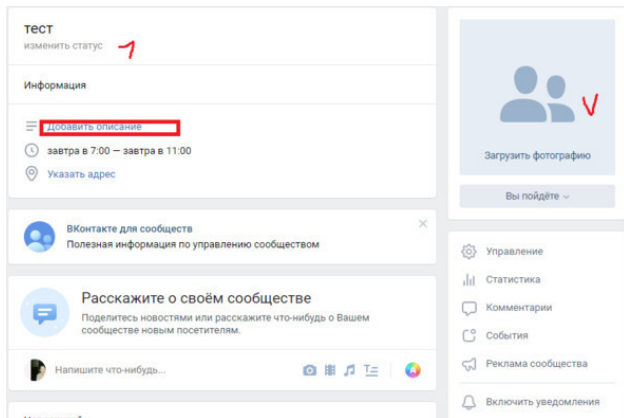 тест
изменить статус
1
Информация
Добавить описание
завтра в 7:00 — завтра в 11:00
Указать адрес
ВКонтакте для сообществ
Полезная информация по управлению сообществом
Расскажите о своём сообществе
Поделитесь новостями или расскажите что-нибудь о Вашем
сообществе новым посетителям.
Напишите что-нибудь...
Загрузить фотографию
Вы пойдёте
Управление
Статистика
Комментарии
События
Реклама сообщества
Включить уведомления